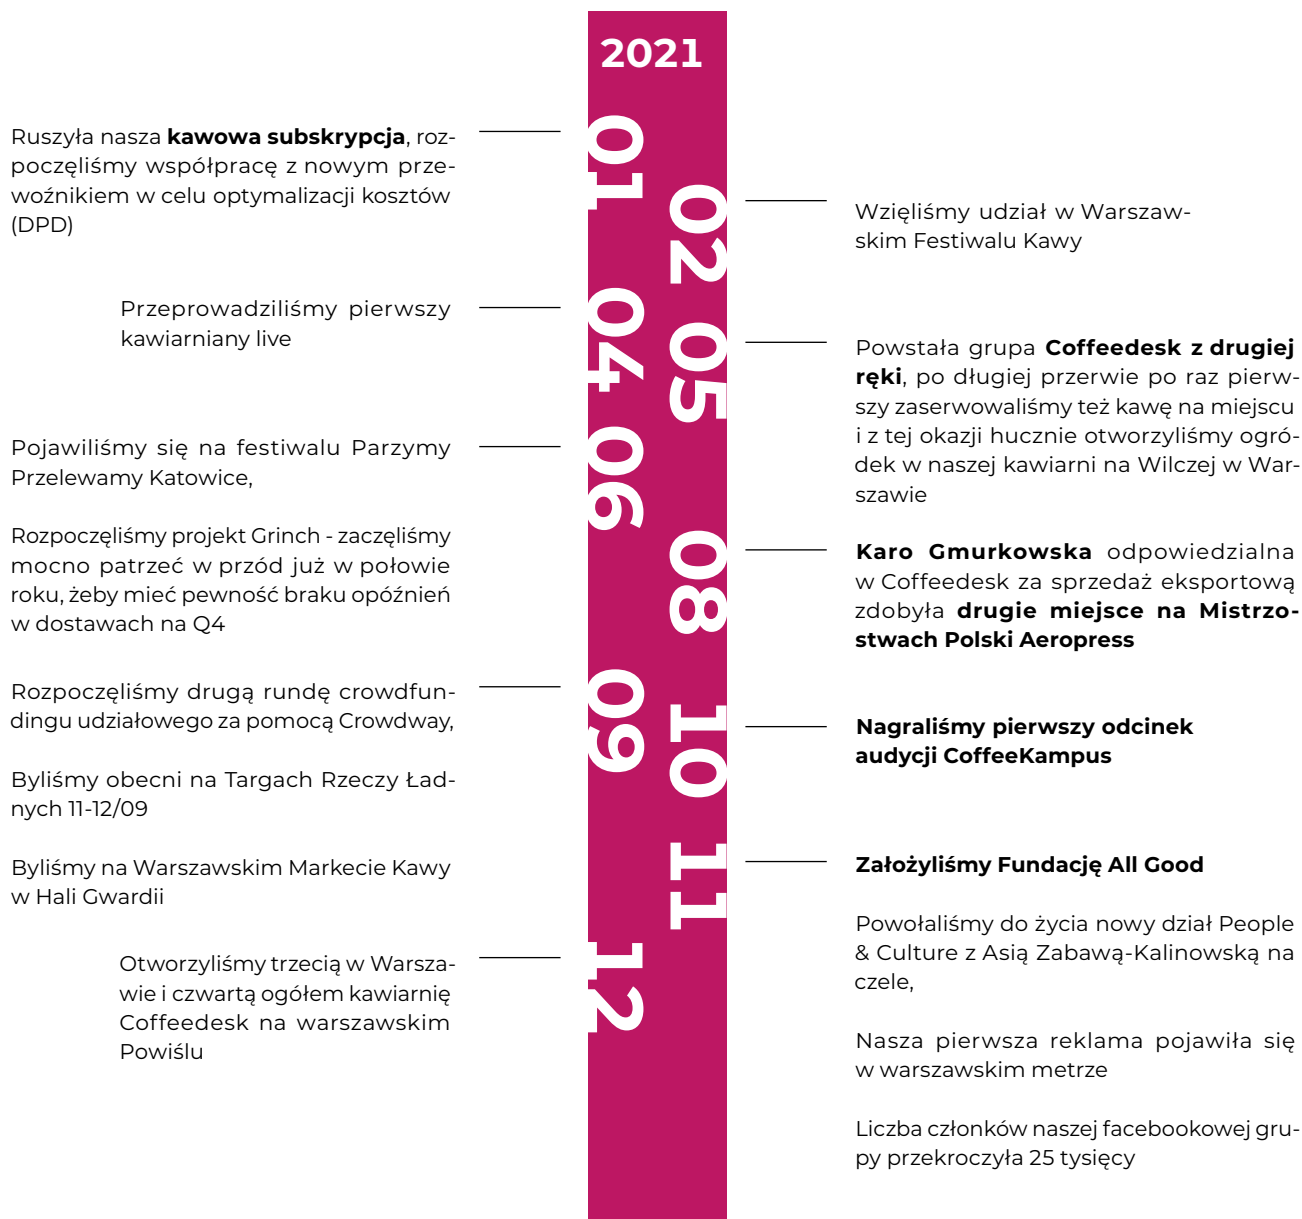 2021
01
Ruszyła nasza kawowa subskrypcja, roz-
poczęliśmy współpracę z nowym prze-
woźnikiem w celu optymalizacji kosztów
(DPD)
02
Wzięliśmy udział w Warszaw-
skim Festiwalu Kawy
04
Przeprowadziliśmy pierwszy
kawiarniany live
05
Powstała grupa Coffeedesk z drugiej
ręki, po długiej przerwie po raz pierw-
szy zaserwowaliśmy też kawę na miejscu
i z tej okazji hucznie otworzyliśmy ogró-
dek w naszej kawiarni na Wilczej w War-
szawie
06
Pojawiliśmy się na festiwalu Parzymy
Przelewamy Katowice,
Rozpoczęliśmy projekt Grinch - zaczęliśmy
mocno patrzeć w przód już w połowie
roku, żeby mieć pewność braku opóźnień
w dostawach na Q4
08
Karo Gmurkowska odpowiedzialna
w Coffeedesk za sprzedaż eksportową
zdobyła drugie miejsce na Mistrzo-
stwach Polski Aeropress
09
Rozpoczęliśmy drugą rundę crowdfun-
dingu udziałowego za pomocą Crowdway,
Byliśmy obecni na Targach Rzeczy Ład-
nych 11-12/09
Byliśmy na Warszawskim Markecie Kawy
w Hali Gwardii
10
Nagraliśmy pierwszy odcinek
audycji CoffeeKampus
11
Założyliśmy Fundację All Good
Powołaliśmy do życia nowy dział People
& Culture z Asią Zabawą-Kalinowską na
czele,
Nasza pierwsza reklama pojawiła się
w warszawskim metrze
Liczba członków naszej facebookowej gru-
py przekroczyła 25 tysięcy
12
Otworzyliśmy trzecią w Warsza-
wie i czwartą ogółem kawiarnię
Coffeedesk na warszawskim
Powiślu